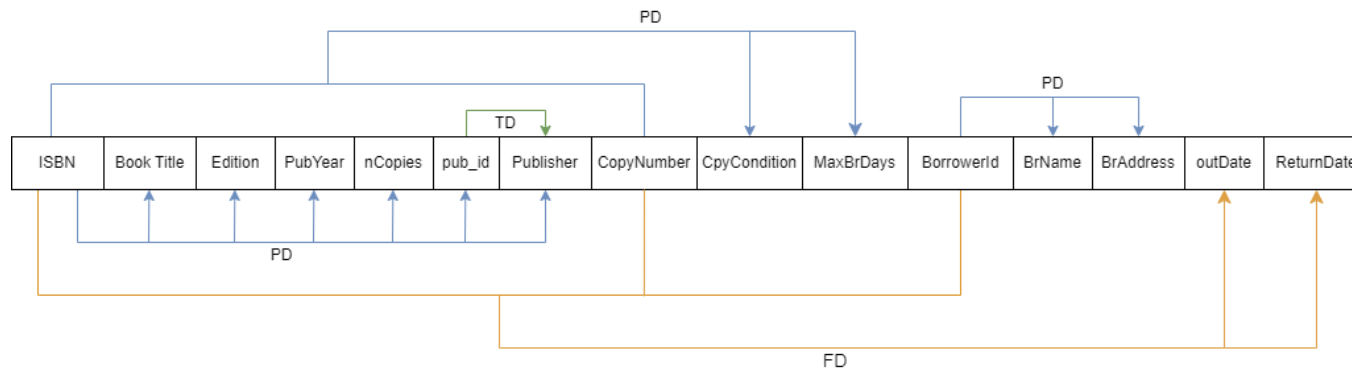 PD
PD
TD
ISBN Book Title Edition PubYear nCopies pub_id Publisher CopyNumber CpyCondition MaxBrDays BorrowerId BrName BrAddress outDate ReturnDate
PD
FD